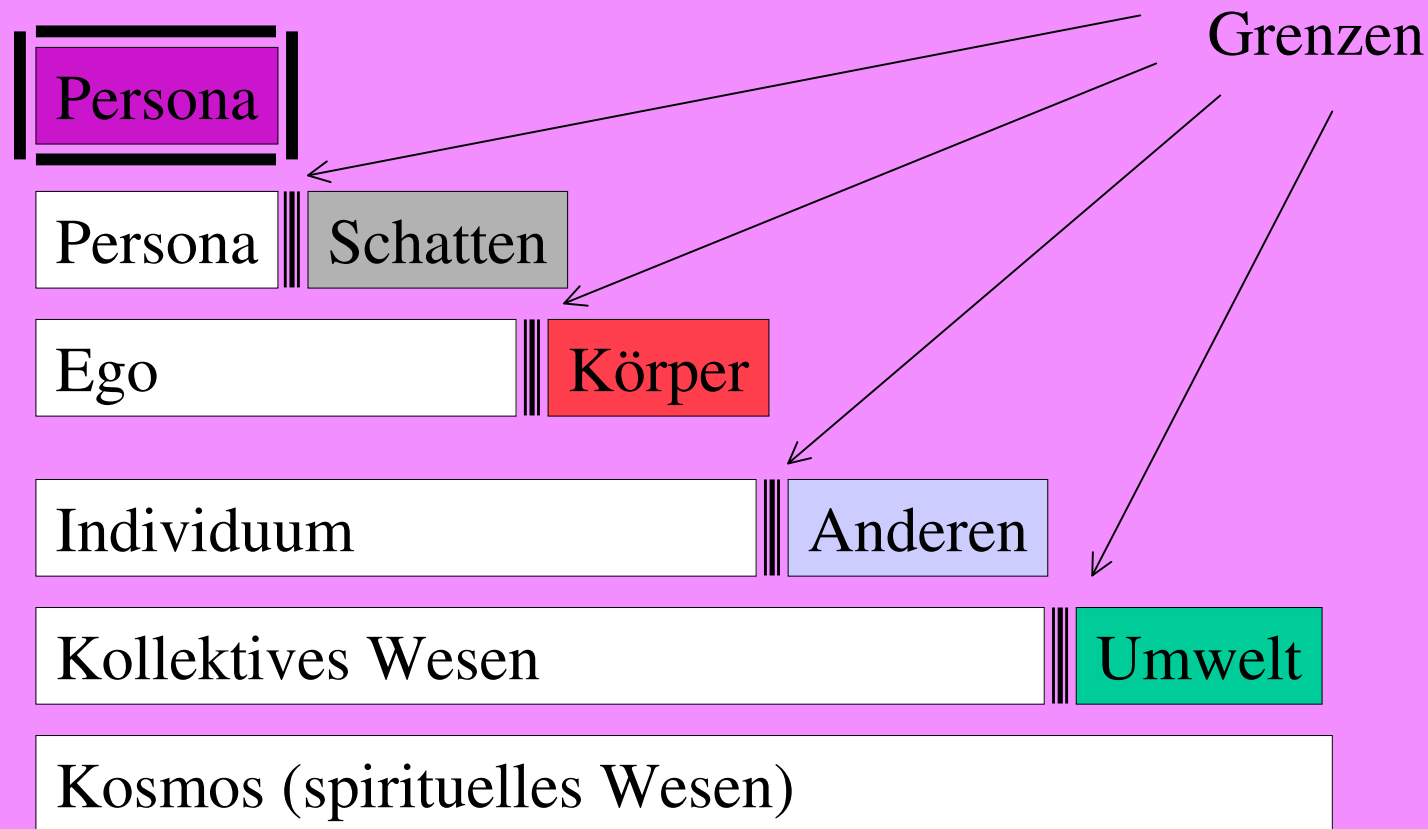 Grenzen
Persona
Persona Schatten
Ego Körper
Individuum Anderen
Kollektives Wesen Umwelt
Kosmos (spirituelles Wesen)